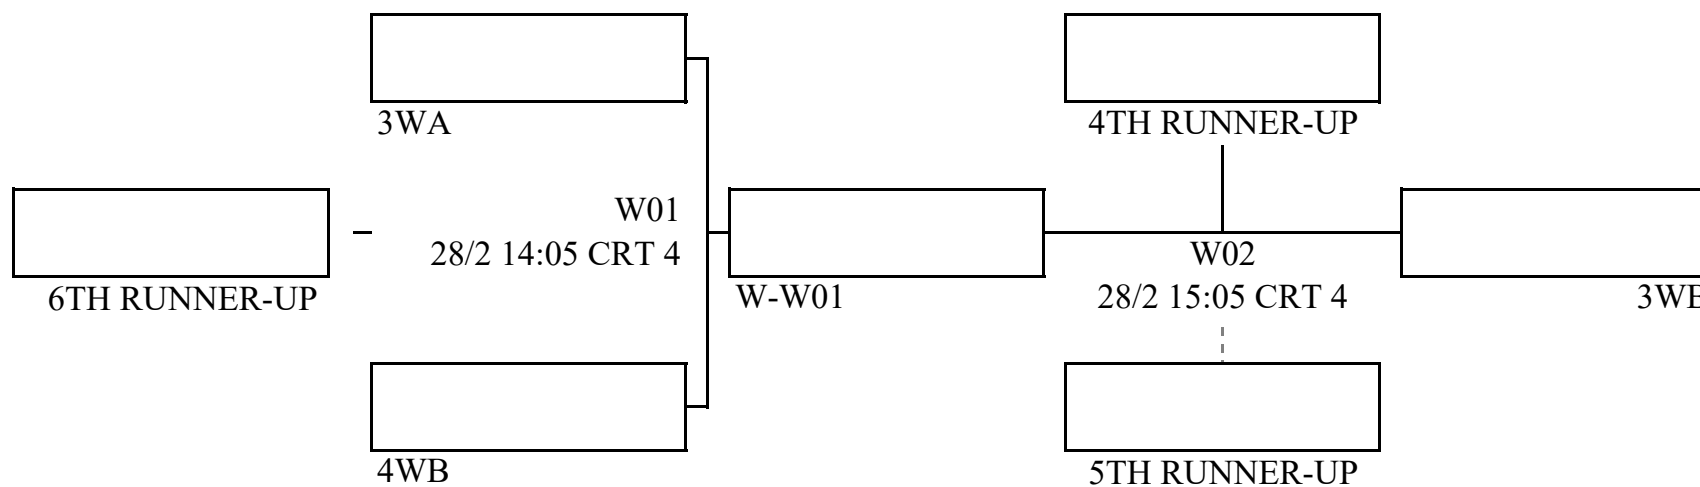 3WA
4TH RUNNER-UP
W01
28/2 14:05 CRT 4
W02
28/2 15:05 CRT 4
6TH RUNNER-UP
W-W01
4WB
5TH RUNNER-UP